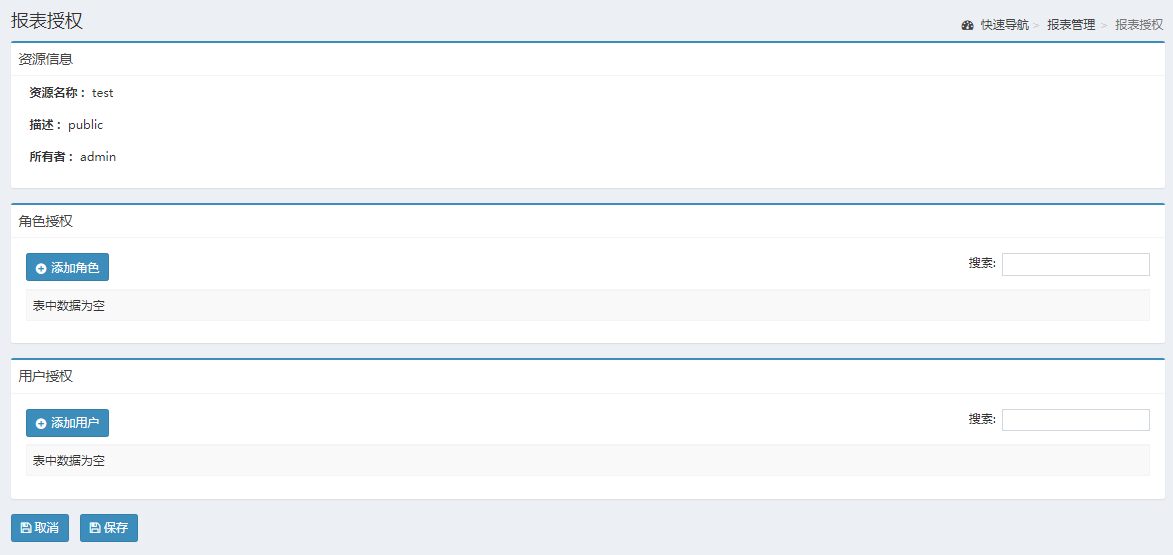 报表授权
快速导航 > 报表管理 > 报表授权
资源信息
资源名称： test
描述： public
所有者： admin
角色授权
添加角色
搜索:
表中数据为空
用户授权
添加用户
搜索:
表中数据为空
取消 保存